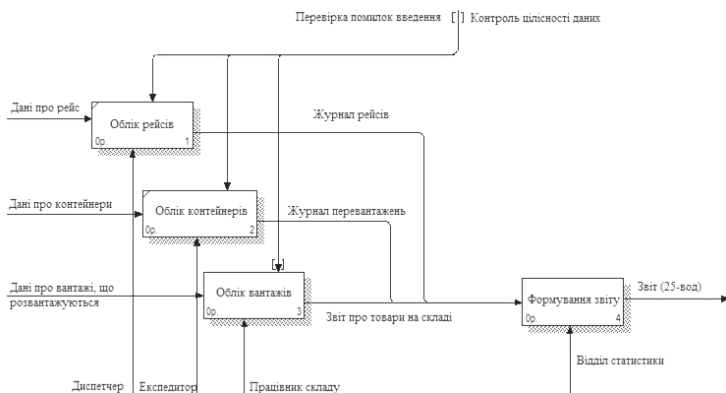 Перевірка помилок введення [ ] Контроль цілісності даних
Дані про рейс
Облік рейсів
0р. 1
Журнал рейсів
Дані про контейнери
Облік контейнерів
0р. 2
Журнал перевантажень
Дані про вантажі, що
розвантажуються
[ ]
Облік вантажів
0р. 3
Звіт про товари на складі
Формування звіту
0р. 4
Звіт (25-вод)
Диспетчер
Експедитор
Працівник складу
Відділ статистики